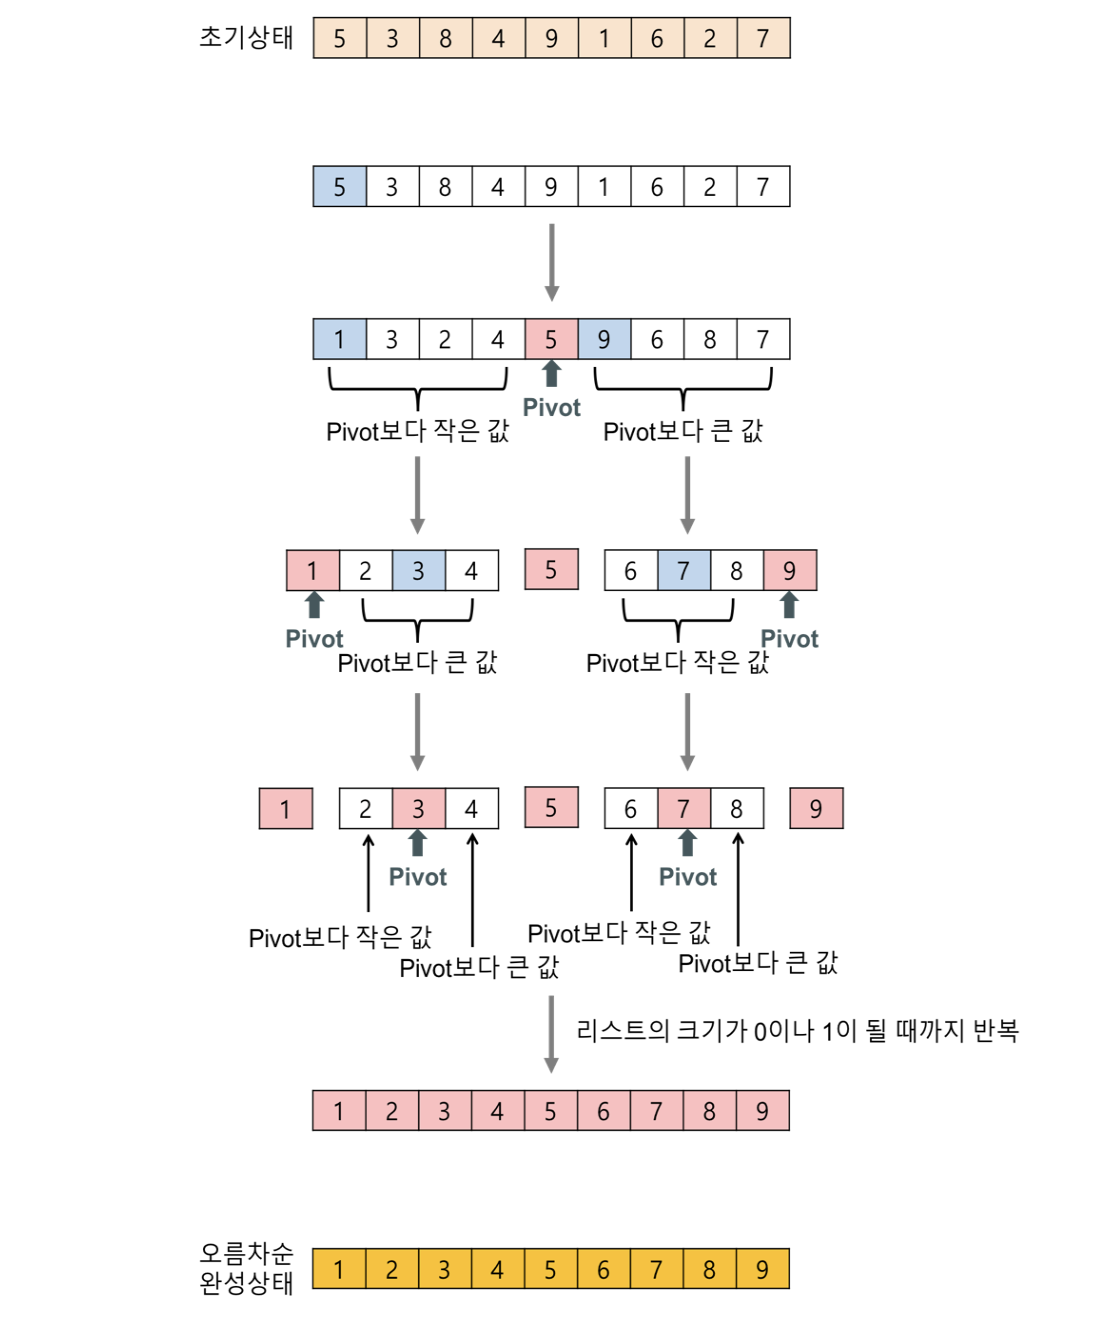 초기상태 5 3 8 4 9 1 6 2 7
5 3 8 4 9 1 6 2 7
1 3 2 4 5 9 6 8 7
Pivot
Pivot보다 작은 값 Pivot보다 큰 값
1 2 3 4 5 6 7 8 9
Pivot Pivot
Pivot보다 큰 값 Pivot보다 작은 값
1 2 3 4 5 6 7 8 9
Pivot Pivot
Pivot보다 작은 값 Pivot보다 작은 값
Pivot보다 큰 값 Pivot보다 큰 값
리스트의 크기가 0이나 1이 될 때까지 반복
1 2 3 4 5 6 7 8 9
오름차순
완성상태 1 2 3 4 5 6 7 8 9